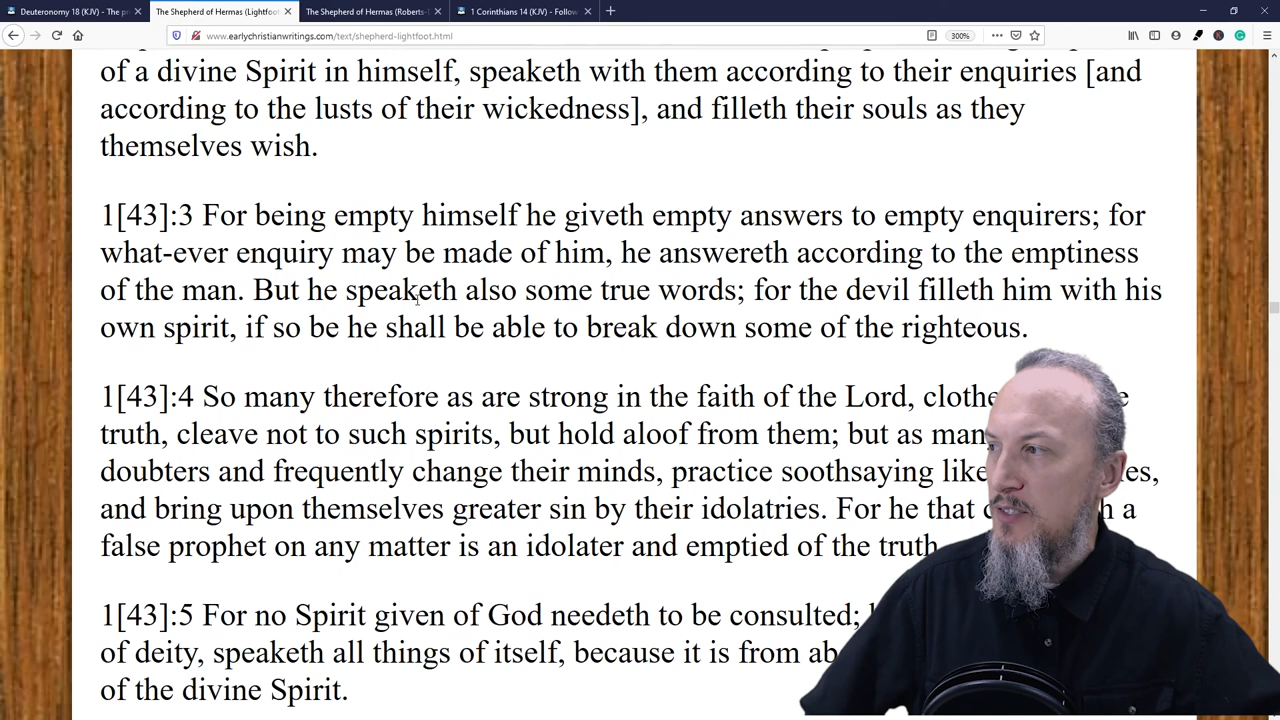 Deuteronomy 18 (KJV) - The p
The Shepherd of Hermas (Lightfoot
The Shepherd of Hermas (Roberts-
1 Corinthians 14 (KJV) - Follow
www.earlychristianwritings.com/text/shepherd-lightfoot.html
300%
of a divine Spirit in himself, speaketh with them according to their enquiries [and
according to the lusts of their wickedness], and filleth their souls as they
themselves wish.
1[43]:3 For being empty himself he giveth empty answers to empty enquirers; for
what-ever enquiry may be made of him, he answereth according to the emptiness
of the man. But he speaketh also some true words; for the devil filleth him with his
own spirit, if so be he shall be able to break down some of the righteous.
1[43]:4 So many therefore as are strong in the faith of the Lord,
truth, cleave not to such spirits, but hold aloof from them; but as
doubters and frequently change their minds, practice soothsaying like
and bring upon themselves greater sin by their idolatries. For he that
false prophet on any matter is an idolater and emptied of the truth
1[43]:5 For no Spirit given of God needeth to be consulted;
of deity, speaketh all things of itself, because it is from
of the divine Spirit.